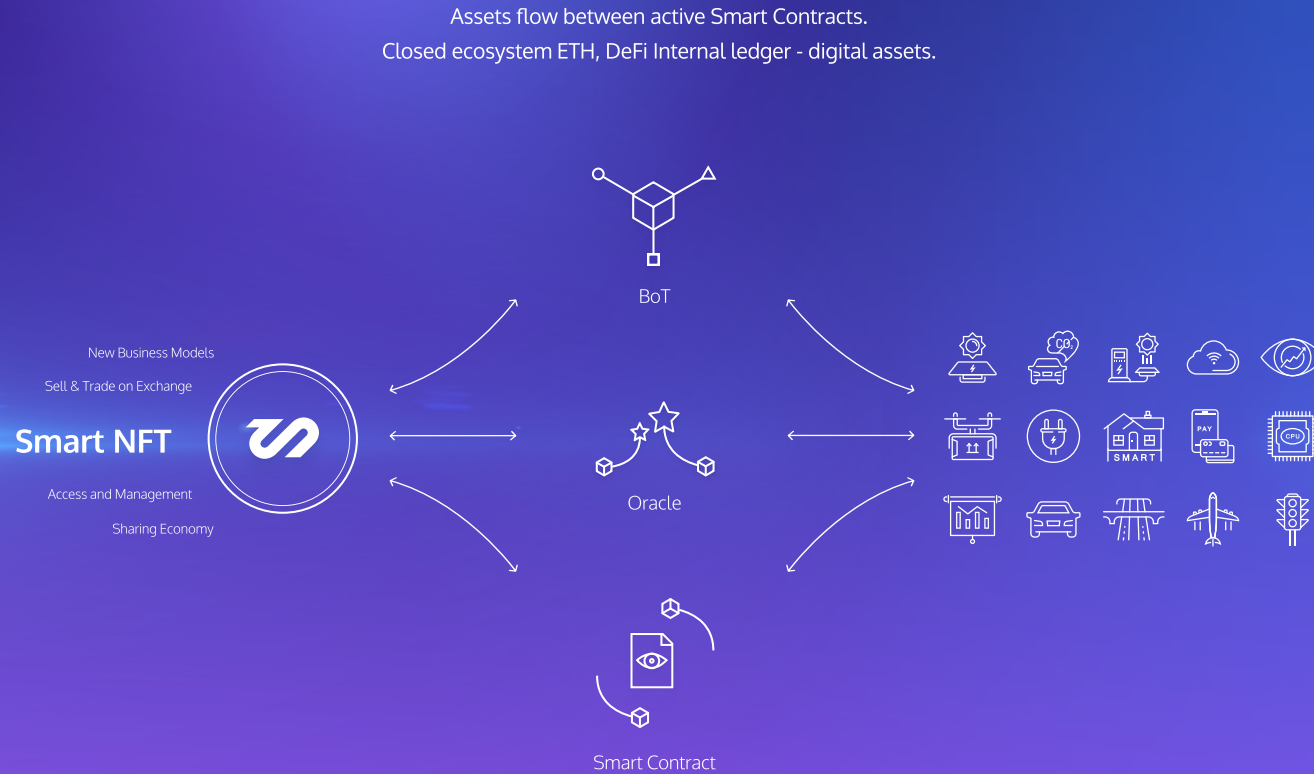 Assets flow between active Smart Contracts.
Closed ecosystem ETH, DeFi Internal ledger - digital assets.
BoT
New Business Models
Sell & Trade on Exchange
Smart NFT
Access and Management
Sharing Economy
Oracle
Smart Contract
CO₂
PAY
SMART
CPU